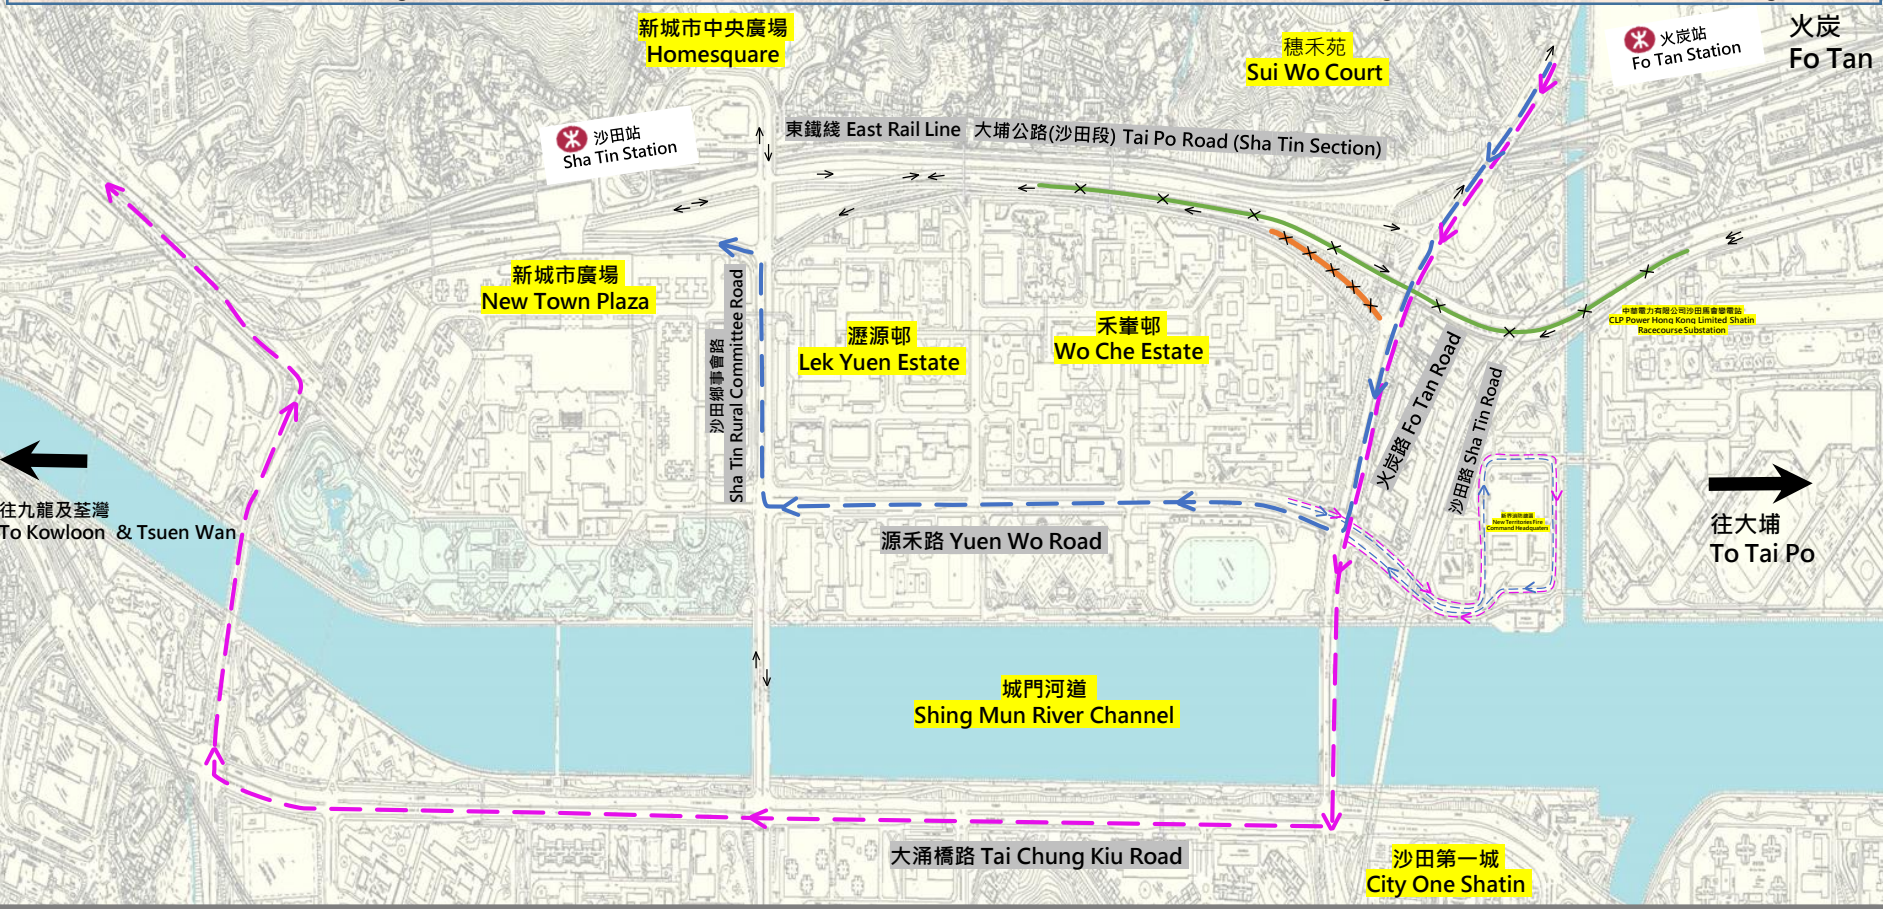 新城市中央廣場
Homesquare
穗禾苑
Sui Wo Court
火炭站
Fo Tan Station
火炭
Fo Tan
沙田站
Sha Tin Station
東鐵綫 East Rail Line
大埔公路(沙田段) Tai Po Road (Sha Tin Section)
新城市廣場
New Town Plaza
沙田鄉事會路
Sha Tin Rural Committee Road
瀝源邨
Lek Yuen Estate
禾輋邨
Wo Che Estate
中華電力有限公司沙田馬會變電站
CLP Power Hong Kong Limited Shatin
Racecourse Substation
火炭路 Fo Tan Road
沙田路 Sha Tin Road
往九龍及荃灣
To Kowloon & Tsuen Wan
源禾路 Yuen Wo Road
New Territories Fire
Command Headquaters
往大埔
To Tai Po
城門河道
Shing Mun River Channel
大涌橋路 Tai Chung Kiu Road
沙田第一城
City One Shatin